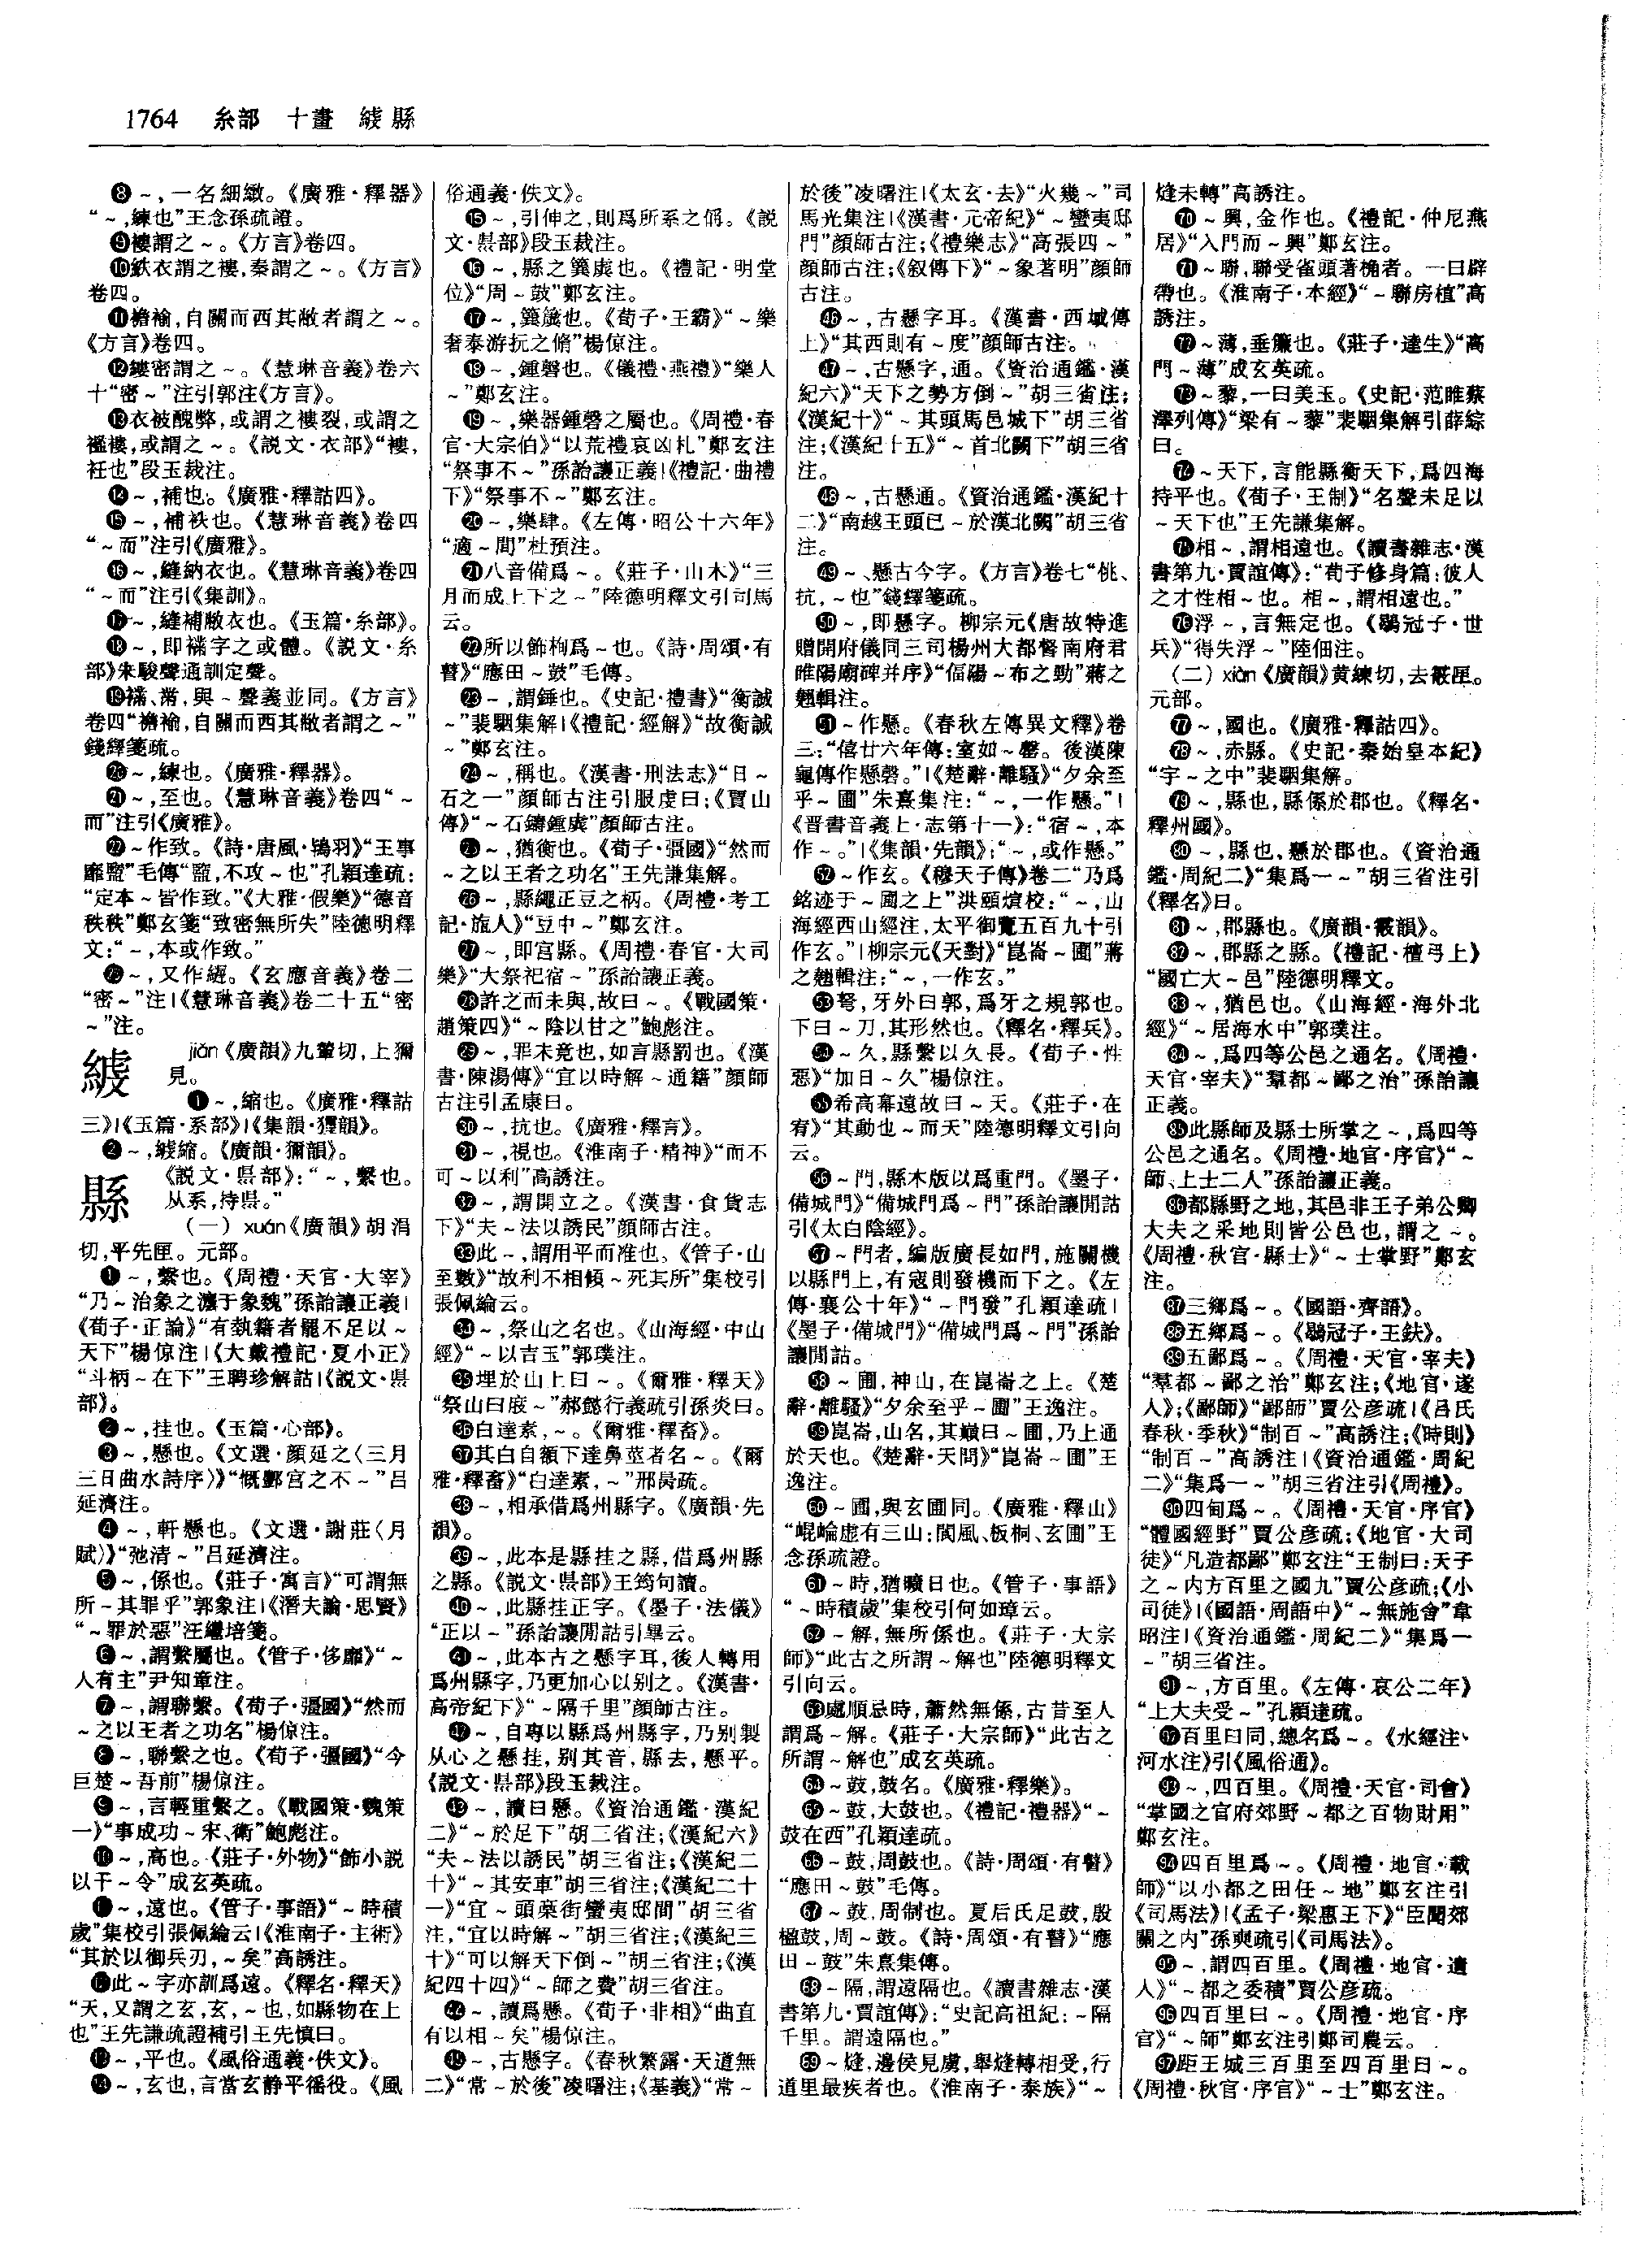 1764　糸部　十畫　縼縣
❽～,一名細緻。《廣雅·釋器》
“～,練也”王念孫疏證。
❾褸謂之～。《方言》卷四。
❿紩衣謂之褸,秦謂之～。《方言》
卷四。
⓫襜褕,自關而西其敝者謂之～。
《方言》卷四。
⓬縷密謂之～。《慧琳音義》卷六
十“密～”注引郭注《方言》。
⓭衣被醜弊,或謂之褸裂,或謂之
襤褸,或謂之～。《説文·衣部》“褸,
衽也”段玉裁注。
⓮～,補也。《廣雅·釋詁四》。
⓯～,補袟也。《慧琳音義》卷四
“～而”注引《廣雅》。
⓰～,縫納衣也。《慧琳音義》卷四
“～而”注引《集訓》。
⓱～,縫補敝衣也。《玉篇·糸部》。
⓲～,即襧字之或體。《説文·糸
部》朱駿聲通訓定聲。
⓳襧、黹,與～聲義並同。《方言》
卷四“襜褕,自關而西其敝者謂之～”
錢繹箋疏。
⓴～,練也。《廣雅·釋器》。
㉑～,至也。《慧琳音義》卷四“～
而”注引《廣雅》。
㉒～作致。《詩·唐風·鴇羽》“王事
靡盬”毛傳“盬,不攻～也”孔穎達疏:
“定本～皆作致。”《大雅·假樂》“德音
秩秩”鄭玄箋“致密無所失”陸德明釋
文:“～,本或作致。”
㉓～,又作緻。《玄應音義》卷二
“密～”注|《慧琳音義》卷二十五“密
～”注。
jiǎn《廣韻》九輦切,上獮
見。
❶～,縮也。《廣雅·釋詁
三》|《玉篇·系部》|《集韻·獮韻》。
❷～,縼縮。《廣韻·獮韻》。
縣　《説文·㬎部》:“～,繫也。
从系,持㬎。”
(一) xuán《廣韻》胡涓
切,平先匣。元部。
❶～,繫也。《周禮·天官·大宰》
“乃～治象之灋于象魏”孫詒讓正義|
《荀子·正論》“有埶籍者罷不足以～
天下”楊倞注|《大戴禮記·夏小正》
“斗柄～在下”王聘珍解詁|《説文·㬎
部》。
❷～,挂也。《玉篇·心部》。
❸～,懸也。《文選·顔延之〈三月
三日曲水詩序〉》“慨酆宮之不～”吕
延濟注。
❹～,軒懸也。《文選·謝莊〈月
賦〉》“弛清～”吕延濟注。
❺～,係也。《莊子·寓言》“可謂無
所～其罪乎”郭象注|《潛夫論·思賢》
“～罪於惡”汪繼培箋。
❻～,謂繫屬也。《管子·侈靡》“～
人有主”尹知章注。
❼～,謂聯繫。《荀子·彊國》“然而
～之以王者之功名”楊倞注。
❽～,聯繫之也。《荀子·彊國》“今
巨楚～吾前”楊倞注。
❾～,言輕重繫之。《戰國策·魏策
一》“事成功～宋、衛”鮑彪注。
❿～,高也。《莊子·外物》“飾小説
以干～令”成玄英疏。
⓫～,遠也。《管子·事語》“～時積
歲”集校引張佩綸云|《淮南子·主術》
“其於以御兵刃,～矣”高誘注。
⓬此～字亦訓爲遠。《釋名·釋天》
“天,又謂之玄,玄,～也,如縣物在上
也”王先謙疏證補引王先慎曰。
⓭～,平也。《風俗通義·佚文》。
⓮～,玄也,言當玄静平徭役。《風
俗通義·佚文》。
⓯～,引伸之,則爲所系之偁。《説
文·㬎部》段玉裁注。
⓰～,縣之簨虡也。《禮記·明堂
位》“周～鼓”鄭玄注。
⓱～,簨簴也。《荀子·王霸》“～樂
奢泰游抏之脩”楊倞注。
⓲～,鍾磬也。《儀禮·燕禮》“樂人
～”鄭玄注。
⓳～,樂器鍾磬之屬也。《周禮·春
官·大宗伯》“以荒禮哀凶札”鄭玄注
“祭事不～”孫詒讓正義|《禮記·曲禮
下》“祭事不～”鄭玄注。
⓴～,樂肆。《左傳·昭公十六年》
“適～間”杜預注。
㉑八音備爲～。《莊子·山木》“三
月而成上下之～”陸德明釋文引司馬
云。
㉒所以飾栒爲～也。《詩·周頌·有
瞽》“應田～鼓”毛傳。
㉓～,謂錘也。《史記·禮書》“衡誠
～”裴駰集解|《禮記·經解》“故衡誠
～”鄭玄注。
㉔～,稱也。《漢書·刑法志》“日～
石之一”顔師古注引服虔曰;《賈山
傳》“～石鑄鍾虡”顔師古注。
㉕～,猶衡也。《荀子·彊國》“然而
～之以王者之功名”王先謙集解。
㉖～,縣繩正豆之柄。《周禮·考工
記·旊人》“豆中～”鄭玄注。
㉗～,即宫縣。《周禮·春官·大司
樂》“大祭祀宿～”孫詒讓正義。
㉘許之而未與,故曰～。《戰國策·
趙策四》“～陰以甘之”鮑彪注。
㉙～,罪未竟也,如言縣罰也。《漢
書·陳湯傳》“宜以時解～通籍”顔師
古注引孟康曰。
㉚～,抗也。《廣雅·釋言》。
㉛～,視也。《淮南子·精神》“而不
可～以利”高誘注。
㉜～,謂開立之。《漢書·食貨志
下》“夫～法以誘民”顔師古注。
㉝此～,謂用平而准也。《管子·山
至數》“故利不相傾～死其所”集校引
張佩綸云。
㉞～,祭山之名也。《山海經·中山
經》“～以吉玉”郭璞注。
㉟埋於山上曰～。《爾雅·釋天》
“祭山曰庪～”郝懿行義疏引孫炎曰。
㊱白達素,～。《爾雅·釋畜》。
㊲其白自額下達鼻莖者名～。《爾
雅·釋畜》“白達素,～”邢昺疏。
㊳～,相承借爲州縣字。《廣韻·先
韻》。
㊴～,此本是縣挂之縣,借爲州縣
之縣。《説文·㬎部》王筠句讀。
㊵～,此縣挂正字。《墨子·法儀》
“正以～”孫詒讓閒詁引畢云。
㊶～,此本古之懸字耳,後人轉用
爲州縣字,乃更加心以别之。《漢書·
高帝紀下》“～隔千里”顔師古注。
㊷～,自專以縣爲州縣字,乃别製
从心之懸挂,别其音,縣去,懸平。
《説文·㬎部》段玉裁注。
㊸～,讀曰懸。《資治通鑑·漢紀
二》“～於足下”胡三省注;《漢紀六》
“夫～法以誘民”胡三省注;《漢紀二
十》“～其安車”胡三省注;《漢紀二十
一》“宜～頭槀街蠻夷邸間”胡三省
注,“宜以時解～”胡三省注;《漢紀三
十》“可以解天下倒～”胡三省注;《漢
紀四十四》“～師之費”胡三省注。
㊹～,讀爲懸。《荀子·非相》“曲直
有以相～矣”楊倞注。
㊺～,古懸字。《春秋繁露·天道無
二》“常～於後”凌曙注;《基義》“常～
於後”凌曙注|《太玄·去》“火幾～”司
馬光集注|《漢書·元帝紀》“～蠻夷邸
門”顔師古注;《禮樂志》“高張四～”
顔師古注;《叙傳下》“～象著明”顔師
古注。
㊻～,古懸字耳。《漢書·西域傳
上》“其西則有～度”顔師古注。
㊼～,古懸字,通。《資治通鑑·漢
紀六》“天下之勢方倒～”胡三省注;
《漢紀十》“～其頭馬邑城下”胡三省
注;《漢紀十五》“～首北闕下”胡三省
注。
㊽～,古懸通。《資治通鑑·漢紀十
二》“南越王頭已～於漢北闕”胡三省
注。
㊾～、懸古今字。《方言》卷七“佻、
抗,～也”錢繹箋疏。
㊿～,即懸字。柳宗元《唐故特進
贈開府儀同三司楊州大都督南府君
睢陽廟碑并序》“偪陽～布之勁”蔣之
翹輯注。
51～作懸。《春秋左傳異文釋》卷
三:“僖廿六年傳:室如～罄。後漢陳
龜傳作懸磬。”|《楚辭·離騷》“夕余至
乎～圃”朱熹集注:“～,一作懸。”|
《晋書音義上·志第十一》:“宿～,本
作～。”|《集韻·先韻》:“～,或作懸。”
52～作玄。《穆天子傳》卷二“乃爲
銘迹于～圃之上”洪頤煊校:“～,山
海經西山經注,太平御覽五百九十引
作玄。”|柳宗元《天對》“崑崙～圃”蔣
之翹輯注:“～,一作玄。”
53弩,牙外曰郭,爲牙之規郭也。
下曰～刀,其形然也。《釋名·釋兵》。
54～久,縣繫以久長。《荀子·性
惡》“加日～久”楊倞注。
55希高幕遠故曰～天。《莊子·在
宥》“其動也～而天”陸德明釋文引向
云。
56～門,縣木版以爲重門。《墨子·
備城門》“備城門爲～門”孫詒讓閒詁
引《太白陰經》。
57～門者,編版廣長如門,施關機
以縣門上,有寇則發機而下之。《左
傳·襄公十年》“～門發”孔穎達疏|
《墨子·備城門》“備城門爲～門”孫詒
讓閒詁。
58～圃,神山,在崑崙之上。《楚
辭·離騷》“夕余至乎～圃”王逸注。
59崑崙,山名,其巔曰～圃,乃上通
於天也。《楚辭·天問》“崑崙～圃”王
逸注。
60～圃,與玄圃同。《廣雅·釋山》
“崐崘虚有三山:閬風、板桐、玄圃”王
念孫疏證。
61～時,猶曠日也。《管子·事語》
“～時積歲”集校引何如璋云。
62～解,無所係也。《莊子·大宗
師》“此古之所謂～解也”陸德明釋文
引向云。
63處順忌時,蕭然無係,古昔至人
謂爲～解。《莊子·大宗師》“此古之
所謂～解也”成玄英疏。
64～鼓,鼓名。《廣雅·釋樂》。
65～鼓,大鼓也。《禮記·禮器》“～
鼓在西”孔穎達疏。
66～鼓,周鼓也。《詩·周頌·有瞽》
“應田～鼓”毛傳。
67～鼓,周制也。夏后氏足鼓,殷
楹鼓,周～鼓。《詩·周頌·有瞽》“應
田～鼓”朱熹集傳。
68～隔,謂遠隔也。《讀書雜志·漢
書第九·賈誼傳》:“史記高祖紀:～隔
千里。謂遠隔也。”
69～㷭,邊侯見虜,舉㷭轉相受,行
道里最疾者也。《淮南子·泰族》“～
㷭未轉”高誘注。
70～興,金作也。《禮記·仲尼燕
居》“入門而～興”鄭玄注。
71～聯,聯受雀頭著桷者。一曰辟
帶也。《淮南子·本經》“～聯房植”高
誘注。
72～薄,垂簾也。《莊子·達生》“高
門～薄”成玄英疏。
73～藜,一曰美玉。《史記·范雎蔡
澤列傳》“梁有～藜”裴駰集解引薛綜
曰。
74～天下,言能縣衡天下,爲四海
持平也。《荀子·王制》“名聲未足以
～天下也”王先謙集解。
75相～,謂相遠也。《讀書雜志·漢
書第九·賈誼傳》:“荀子修身篇:彼人
之才性相～也。相～,謂相遠也。”
76浮～,言無定也。《鶡冠子·世
兵》“得失浮～”陸佃注。
(二) xiàn《廣韻》黄練切,去霰匣。
元部。
77～,國也。《廣雅·釋詁四》。
78～,赤縣。《史記·秦始皇本紀》
“宇～之中”裴駰集解。
79～,縣也,縣係於郡也。《釋名·
釋州國》。
80～,縣也,懸於郡也。《資治通
鑑·周紀二》“集爲一～”胡三省注引
《釋名》曰。
81～,郡縣也。《廣韻·霰韻》。
82～,郡縣之縣。《禮記·檀弓上》
“國亡大～邑”陸德明釋文。
83～,猶邑也。《山海經·海外北
經》“～居海水中”郭璞注。
84～,爲四等公邑之通名。《周禮·
天官·宰夫》“羣都～鄙之治”孫詒讓
正義。
85此縣師及縣士所掌之～,爲四等
公邑之通名。《周禮·地官·序官》“～
師、上士二人”孫詒讓正義。
86都縣野之地,其邑非王子弟公卿
大夫之采地則皆公邑也,謂之～。
《周禮·秋官·縣士》“～士掌野”鄭玄
注。
87三鄉爲～。《國語·齊語》。
88五鄉爲～。《鶡冠子·王鈇》。
89五鄙爲～。《周禮·天官·宰夫》
“羣都～鄙之治”鄭玄注;《地官·遂
人》;《鄙師》“鄙師”賈公彦疏|《吕氏
春秋·季秋》“制百～”高誘注;《時則》
“制百～”高誘注|《資治通鑑·周紀
二》“集爲一～”胡三省注引《周禮》。
90四甸爲～。《周禮·天官·序官》
“體國經野”賈公彦疏;《地官·大司
徒》“凡造都鄙”鄭玄注“王制曰:天子
之～内方百里之國九”賈公彦疏;《小
司徒》|《國語·周語中》“～無施舍”韋
昭注|《資治通鑑·周紀二》“集爲一
～”胡三省注。
91～,方百里。《左傳·哀公二年》
“上大夫受～”孔穎達疏。
92百里曰同,總名爲～。《水經注·
河水注》引《風俗通》。
93～,四百里。《周禮·天官·司會》
“掌國之官府郊野～都之百物財用”
鄭玄注。
94四百里爲～。《周禮·地官·載
師》“以小都之田任～地”鄭玄注引
《司馬法》|《孟子·梁惠王下》“臣聞郊
關之内”孫奭疏引《司馬法》。
95～,謂四百里。《周禮·地官·遺
人》“～都之委積”賈公彦疏。
96四百里曰～。《周禮·地官·序
官》“～師”鄭玄注引鄭司農云。
97距王城三百里至四百里曰～。
《周禮·秋官·序官》“～士”鄭玄注。